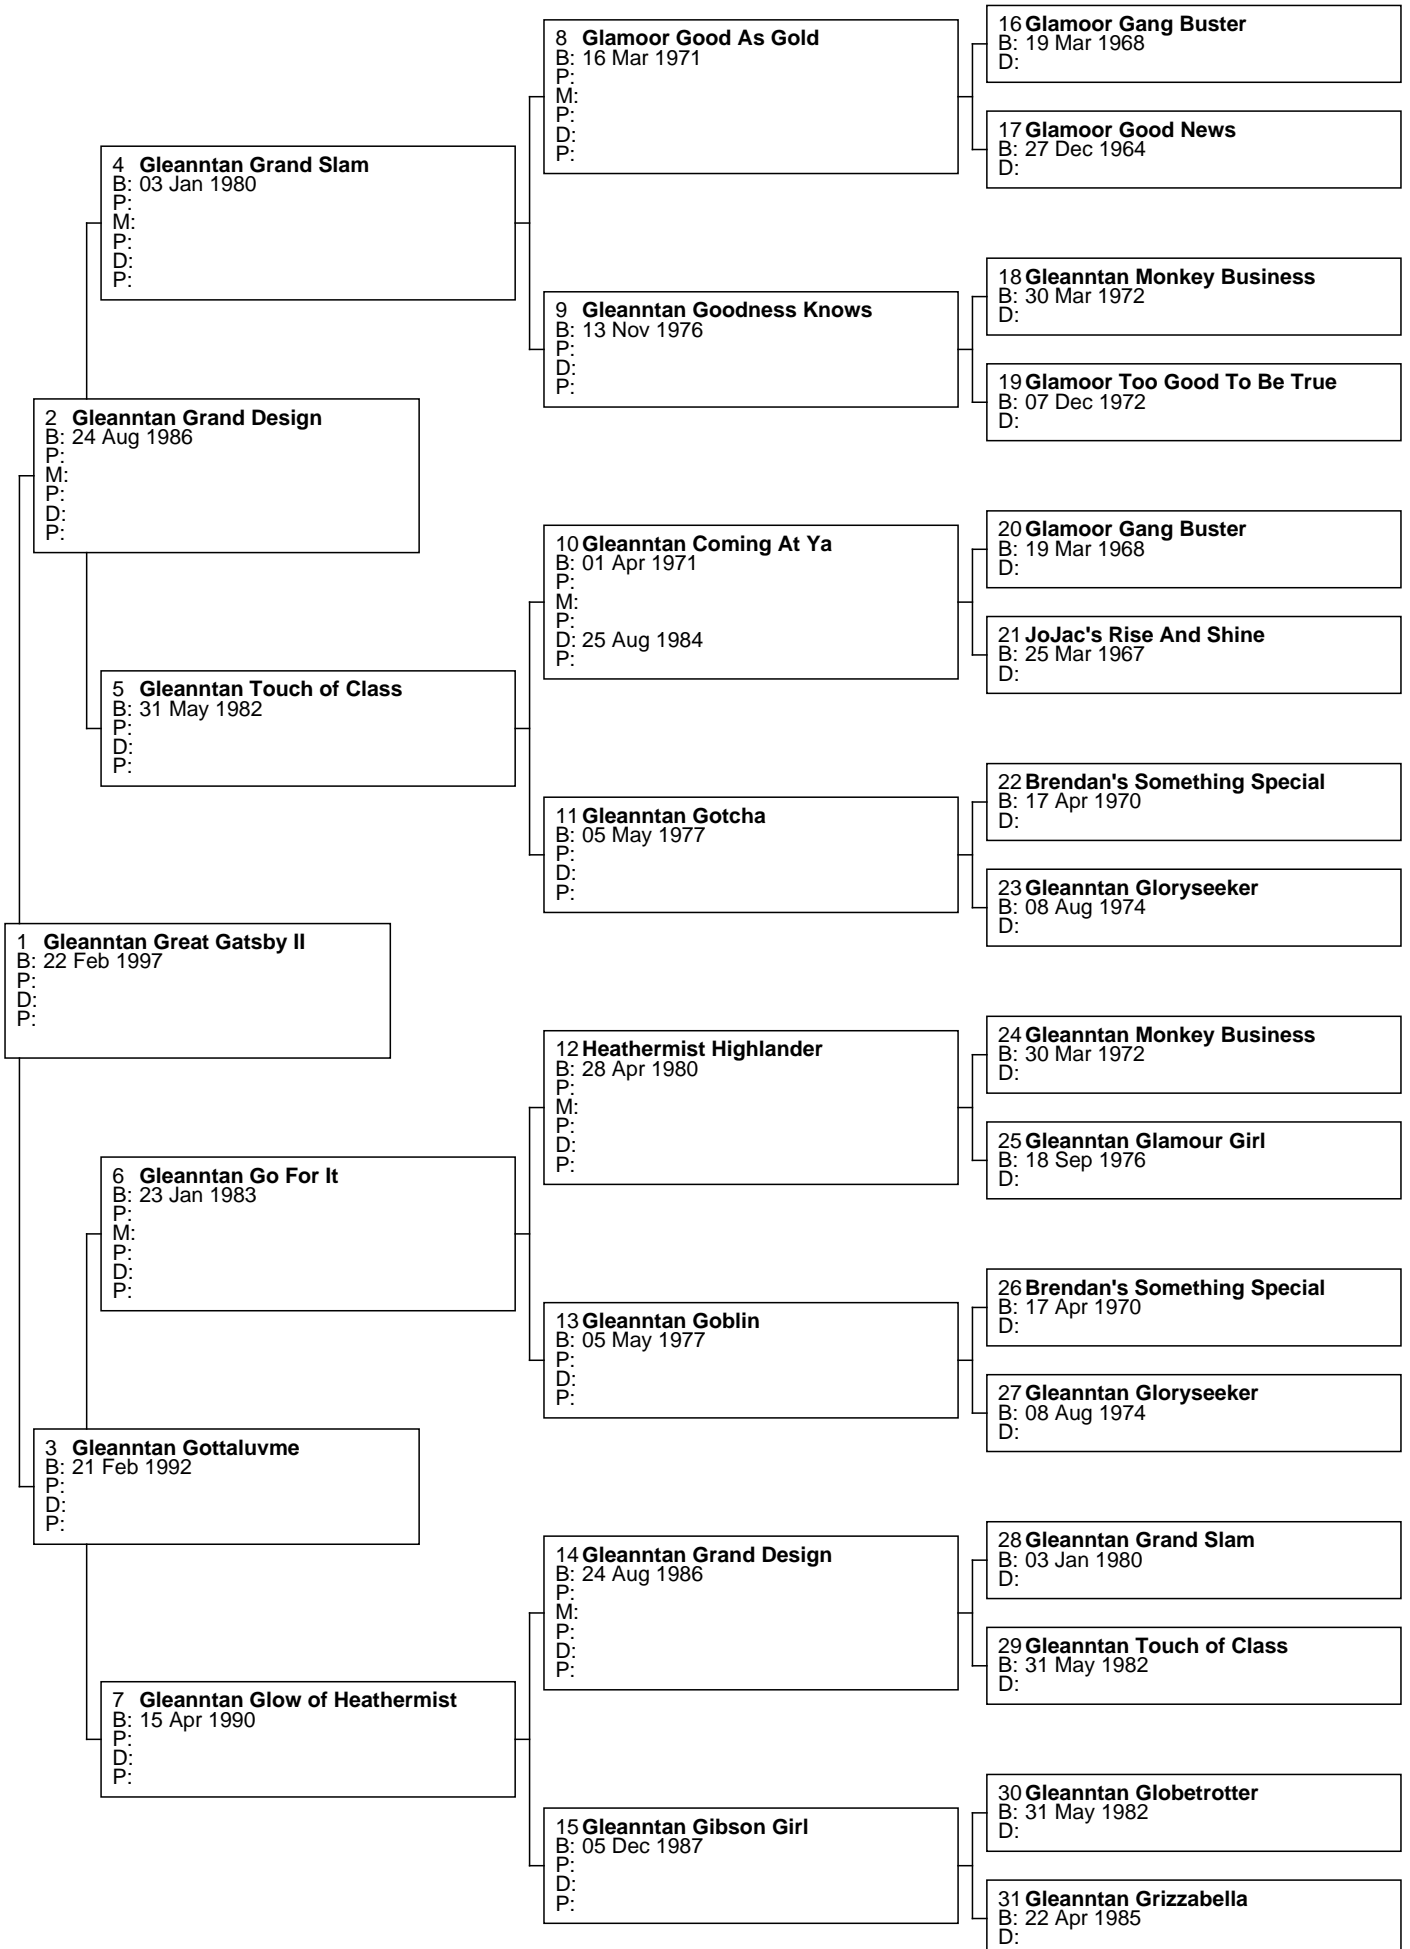 1 Gleanntan Great Gatsby II
B: 22 Feb 1997
P:
D:
P:
2 Gleanntan Grand Design
B: 24 Aug 1986
P:
M:
P:
D:
P:
3 Gleanntan Gottaluvme
B: 21 Feb 1992
P:
D:
P:
4 Gleanntan Grand Slam
B: 03 Jan 1980
P:
M:
P:
D:
P:
5 Gleanntan Touch of Class
B: 31 May 1982
P:
D:
P:
6 Gleanntan Go For It
B: 23 Jan 1983
P:
M:
P:
D:
P:
7 Gleanntan Glow of Heathermist
B: 15 Apr 1990
P:
D:
P:
8 Glamoor Good As Gold
B: 16 Mar 1971
P:
M:
P:
D:
P:
9 Gleanntan Goodness Knows
B: 13 Nov 1976
P:
D:
P:
10 Gleanntan Coming At Ya
B: 01 Apr 1971
P:
M:
P:
D: 25 Aug 1984
P:
11 Gleanntan Gotcha
B: 05 May 1977
P:
D:
P:
12 Heathermist Highlander
B: 28 Apr 1980
P:
M:
P:
D:
P:
13 Gleanntan Goblin
B: 05 May 1977
P:
D:
P:
14 Gleanntan Grand Design
B: 24 Aug 1986
P:
M:
P:
D:
P:
15 Gleanntan Gibson Girl
B: 05 Dec 1987
P:
D:
P:
16 Glamoor Gang Buster
B: 19 Mar 1968
D:
17 Glamoor Good News
B: 27 Dec 1964
D:
18 Gleanntan Monkey Business
B: 30 Mar 1972
D:
19 Glamoor Too Good To Be True
B: 07 Dec 1972
D:
20 Glamoor Gang Buster
B: 19 Mar 1968
D:
21 JoJac's Rise And Shine
B: 25 Mar 1967
D:
22 Brendan's Something Special
B: 17 Apr 1970
D:
23 Gleanntan Gloryseeker
B: 08 Aug 1974
D:
24 Gleanntan Monkey Business
B: 30 Mar 1972
D:
25 Gleanntan Glamour Girl
B: 18 Sep 1976
D:
26 Brendan's Something Special
B: 17 Apr 1970
D:
27 Gleanntan Gloryseeker
B: 08 Aug 1974
D:
28 Gleanntan Grand Slam
B: 03 Jan 1980
D:
29 Gleanntan Touch of Class
B: 31 May 1982
D:
30 Gleanntan Globetrotter
B: 31 May 1982
D:
31 Gleanntan Grizzabella
B: 22 Apr 1985
D: